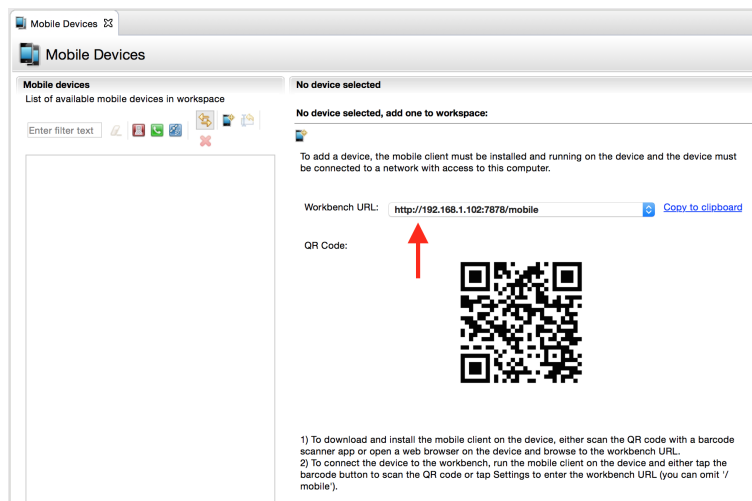 Mobile Devices
Mobile Devices
Mobile devices
List of available mobile devices in workspace
Enter filter text
No device selected
No device selected, add one to workspace:
To add a device, the mobile client must be installed and running on the device and the device must
be connected to a network with access to this computer.
Workbench URL:
http://192.168.1.102:7878/mobile
Copy to clipboard
QR Code:
1) To download and install the mobile client on the device, either scan the QR code with a barcode
scanner app or open a web browser on the device and browse to the workbench URL.
2) To connect the device to the workbench, run the mobile client on the device and either tap the
barcode button to scan the QR code or tap Settings to enter the workbench URL (you can omit '/
mobile').